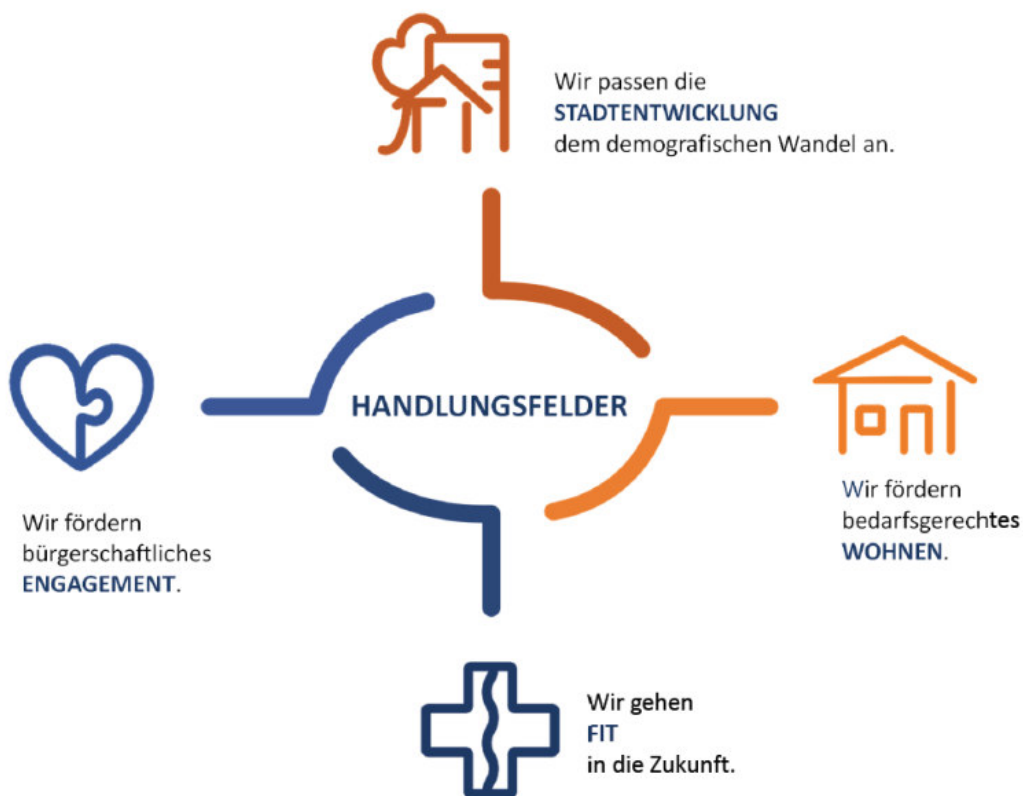 Wir passen die
STADTENTWICKLUNG
dem demografischen Wandel an.
HANDLUNGSFELDER
Wir fördern
bürgerschaftliches
ENGAGEMENT.
Wir fördern
bedarfsgerechtes
WOHNEN.
Wir gehen
FIT
in die Zukunft.